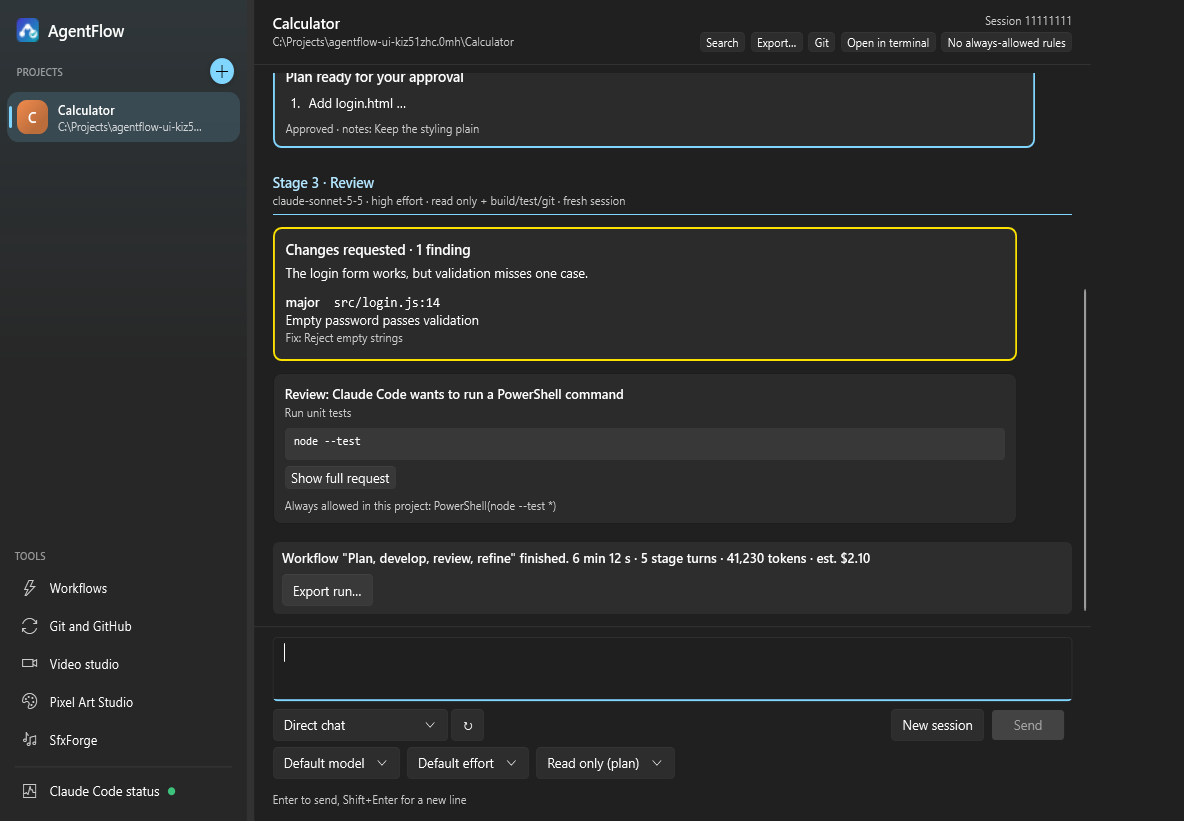 AgentFlow
PROJECTS
C
Calculator
C:\Projects\agentflow-ui-kiz5...
TOOLS
Workflows
Git and GitHub
Video studio
Pixel Art Studio
SfxForge
Claude Code status
Calculator
C:\Projects\agentflow-ui-kiz51zhc.0mh\Calculator
Session 11111111
Search
Export...
Git
Open in terminal
No always-allowed rules
Plan ready for your approval
1. Add login.html ...
Approved · notes: Keep the styling plain
Stage 3 · Review
claude-sonnet-5-5 · high effort · read only + build/test/git · fresh session
Changes requested · 1 finding
The login form works, but validation misses one case.
major src/login.js:14
Empty password passes validation
Fix: Reject empty strings
Review: Claude Code wants to run a PowerShell command
Run unit tests
node --test
Show full request
Always allowed in this project: PowerShell(node --test *)
Workflow "Plan, develop, review, refine" finished. 6 min 12 s · 5 stage turns · 41,230 tokens · est. $2.10
Export run...
Direct chat
New session
Send
Default model
Default effort
Read only (plan)
Enter to send, Shift+Enter for a new line